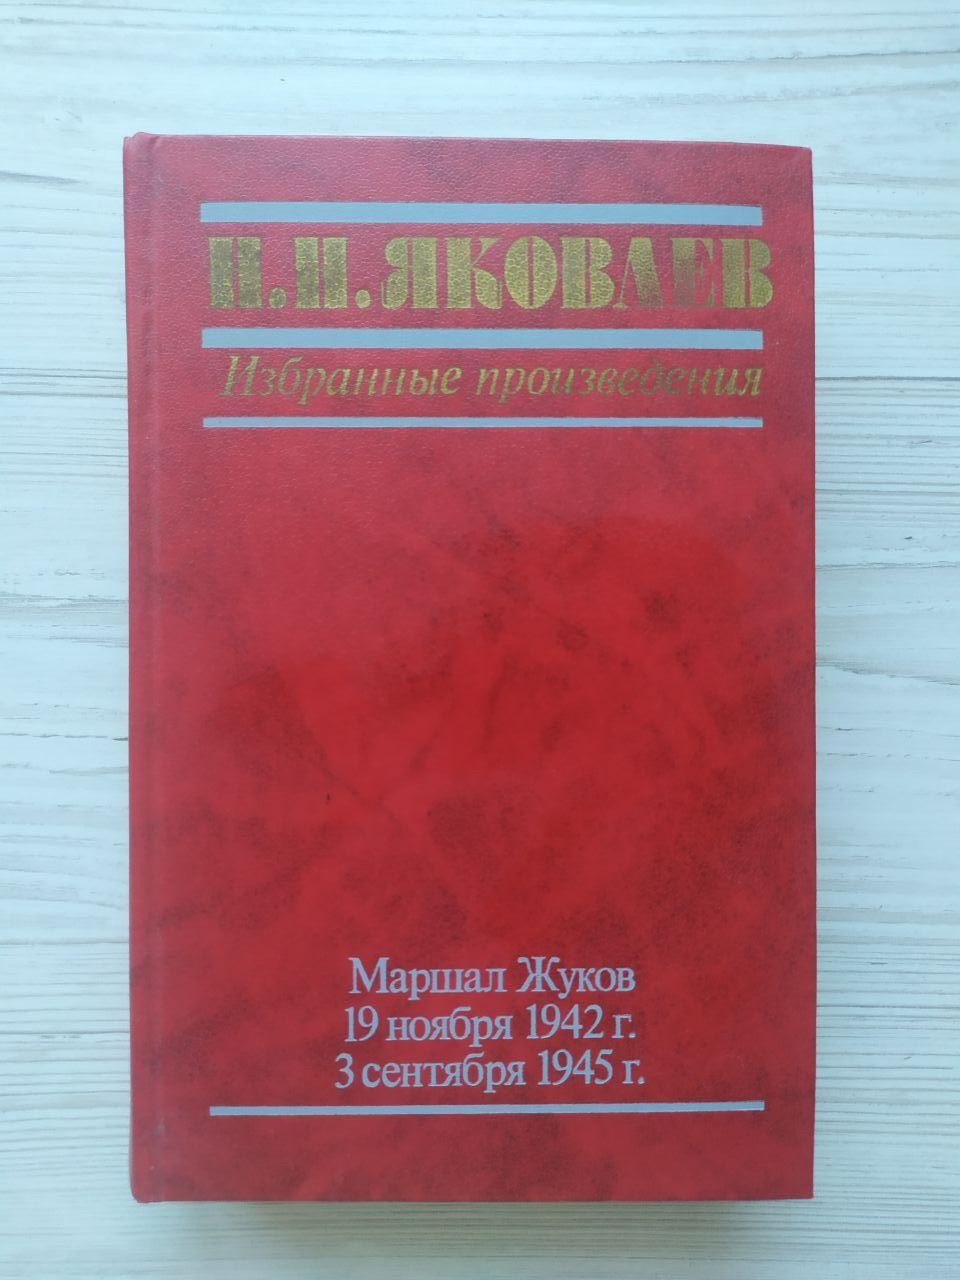 Н.Н.ЯКОВЛЕВ
Избранные произведения
Маршал Жуков
19 ноября 1942 г.
3 сентября 1945 г.